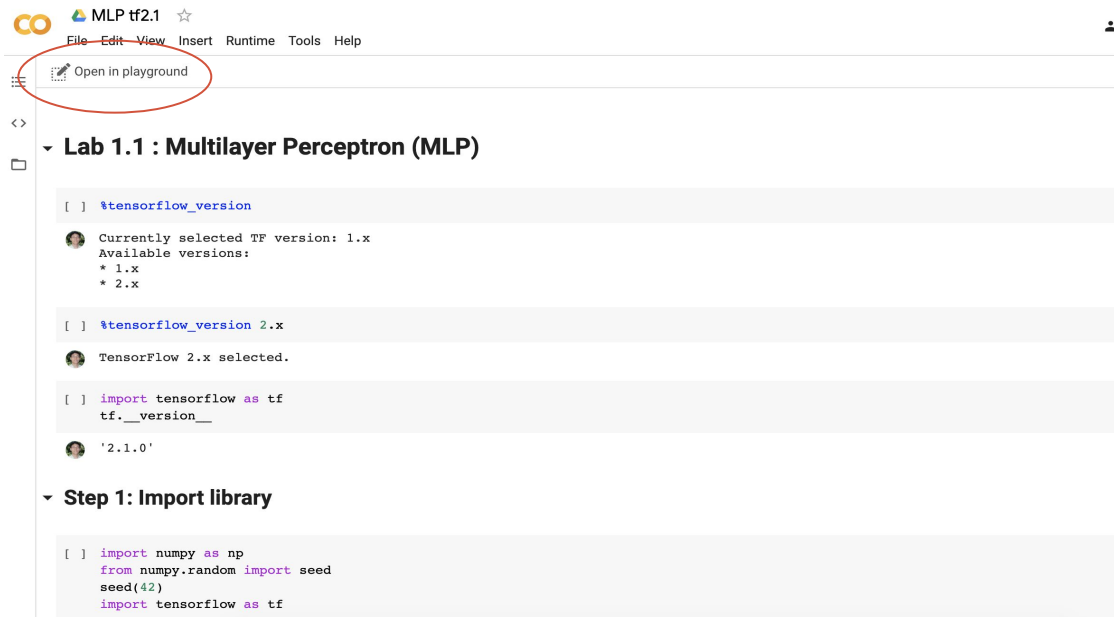 MLP tf2.1
File Edit View Insert Runtime Tools Help
Open in playground
Lab 1.1 : Multilayer Perceptron (MLP)
[ ] %tensorflow_version
Currently selected TF version: 1.x
Available versions:
* 1.x
* 2.x
[ ] %tensorflow_version 2.x
TensorFlow 2.x selected.
[ ] import tensorflow as tf
tf.__version__
'2.1.0'
Step 1: Import library
[ ] import numpy as np
from numpy.random import seed
seed(42)
import tensorflow as tf